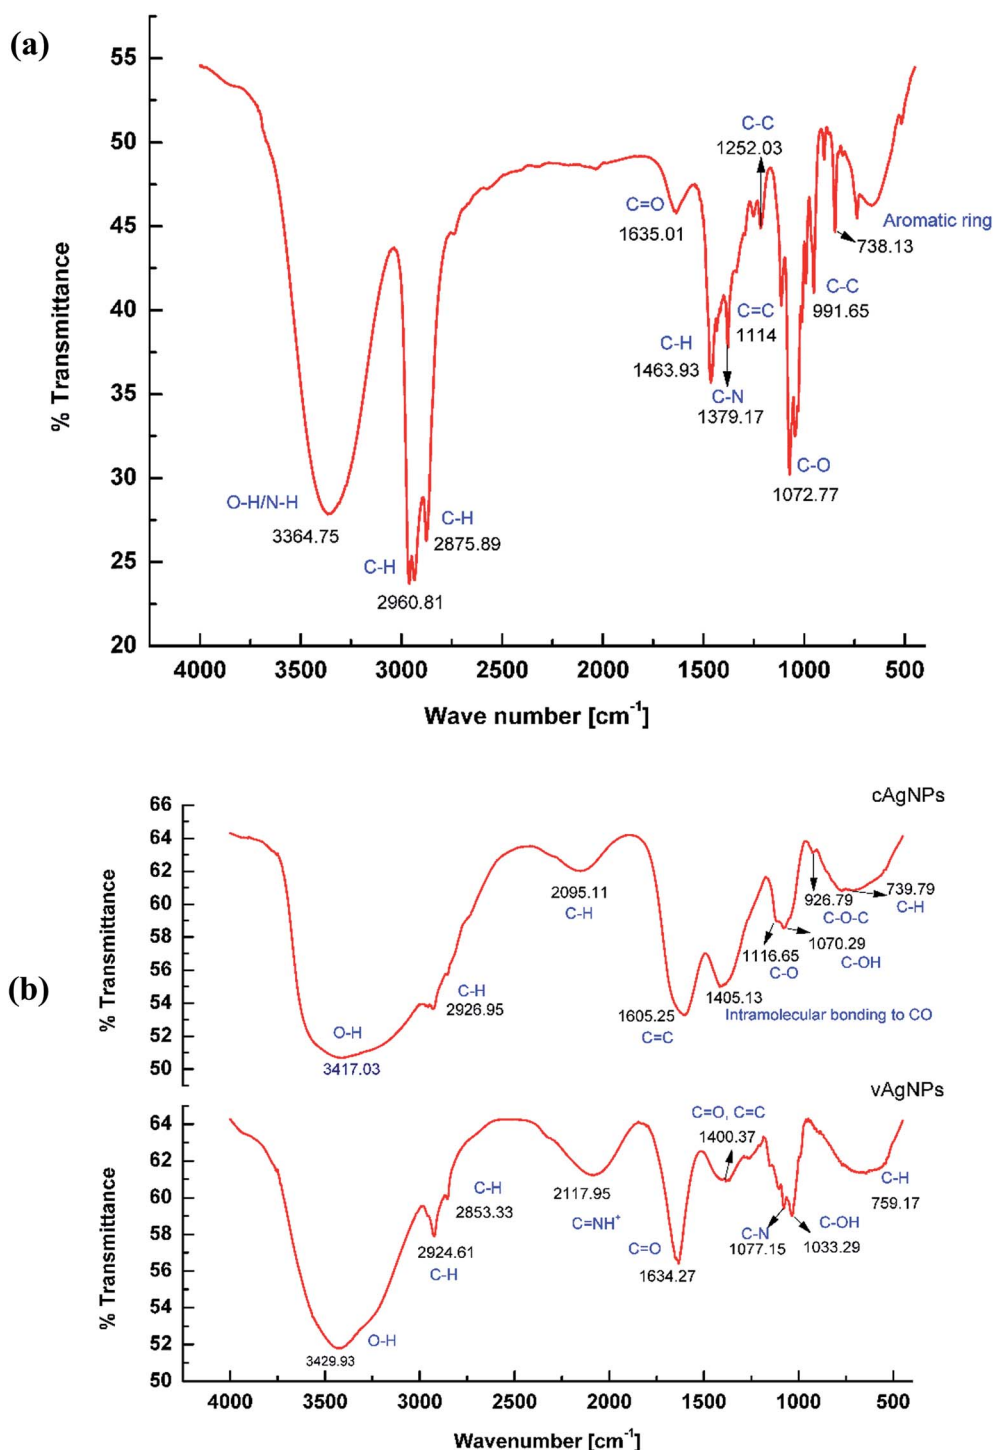 (a)
% Transmittance
55
50
45
40
35
30
25
20
4000
3500
3000
2500
2000
1500
1000
500
Wave number [cm⁻¹]
O-H/N-H
3364.75
C-H
2960.81
C-H
2875.89
C=O
1635.01
C-H
1463.93
C-N
1379.17
C=C
1114
C-C
1252.03
C-O
1072.77
C-C
991.65
Aromatic ring
738.13
(b)
cAgNPs
% Transmittance
66
64
62
60
58
56
54
52
50
O-H
3417.03
C-H
2926.95
2095.11
C-H
1605.25
C=C
1405.13
Intramolecular bonding to CO
1116.65
C-O
1070.29
C-OH
926.79
C-O-C
739.79
C-H
vAgNPs
% Transmittance
64
62
60
58
56
54
52
50
3429.93
O-H
2924.61
C-H
C-H
2853.33
2117.95
C=NH⁺
C=O
1634.27
C=O, C=C
1400.37
C-N
1077.15
C-OH
1033.29
C-H
759.17
4000
3500
3000
2500
2000
1500
1000
500
Wavenumber [cm⁻¹]